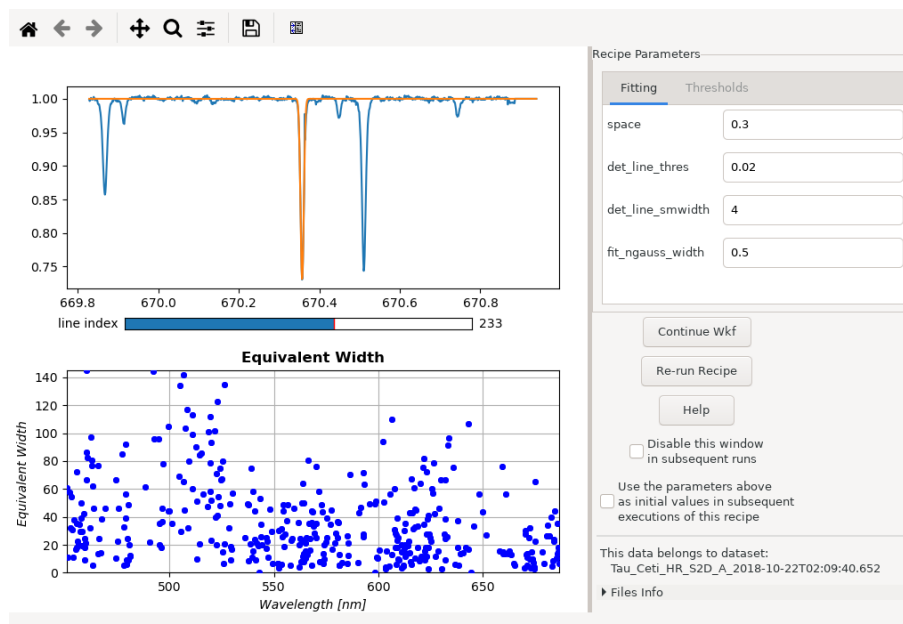 Recipe Parameters
Fitting
Thresholds
space
0.3
det_line_thres
0.02
det_line_smwidth
4
fit_ngauss_width
0.5
1.00
0.95
0.90
0.85
0.80
0.75
669.8
670.0
670.2
670.4
670.6
670.8
line index
233
Equivalent Width
Equivalent Width
140
120
100
80
60
40
20
0
500
550
600
650
Wavelength [nm]
Continue Wkf
Re-run Recipe
Help
Disable this window
in subsequent runs
Use the parameters above
as initial values in subsequent
executions of this recipe
This data belongs to dataset:
Tau_Ceti_HR_S2D_A_2018-10-22T02:09:40.652
Files Info